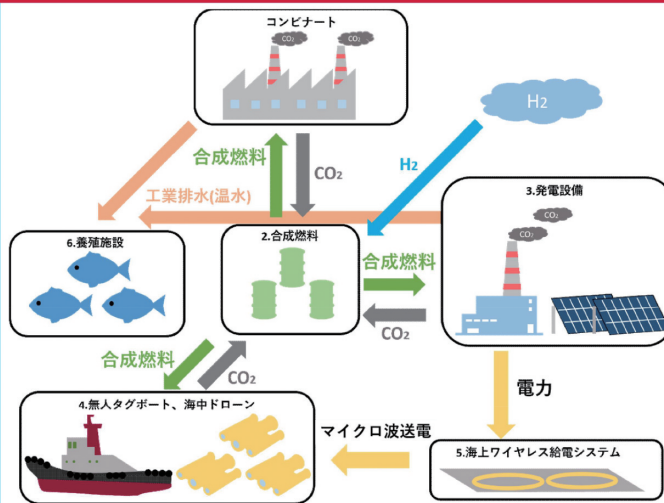 コンビナート
CO₂
CO₂
H₂
合成燃料
CO₂
H₂
工業排水(温水)
3.発電設備
CO₂
CO₂
6.養殖施設
2.合成燃料
合成燃料
CO₂
合成燃料
CO₂
電力
4.無人タグボート、海中ドローン
マイクロ波送電
5.海上ワイヤレス給電システム